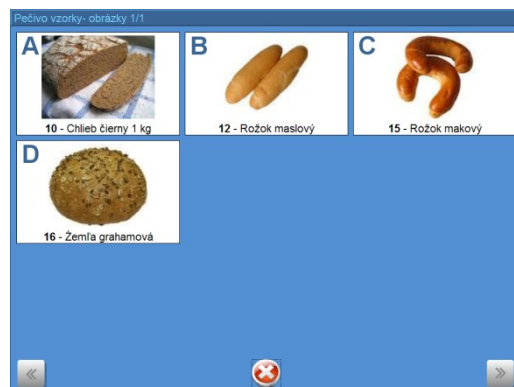 Pečivo vzorky- obrázky 1/1
A
10 - Chlieb čierny 1 kg
B
12 - Rožok maslový
C
15 - Rožok makový
D
16 - Žemľa grahamová